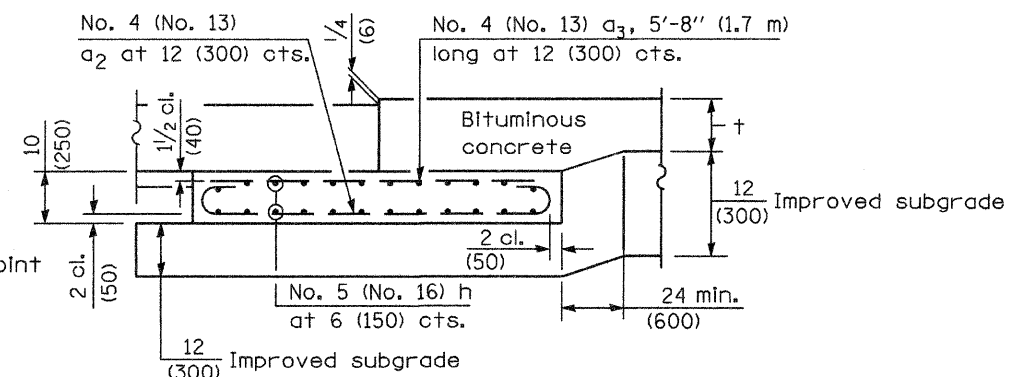 No. 4 (No. 13)
a2 at 12 (300) cts.
1/4
(6)
No. 4 (No. 13) a3, 5'-8" (1.7 m)
long at 12 (300) cts.
10
(250)
1 1/2 cl.
(40)
Bituminous
concrete
t
12
(300)
Improved subgrade
2 cl.
(50)
oint
2 cl.
(50)
No. 5 (No. 16) h
at 6 (150) cts.
24 min.
(600)
12
(300)
Improved subgrade